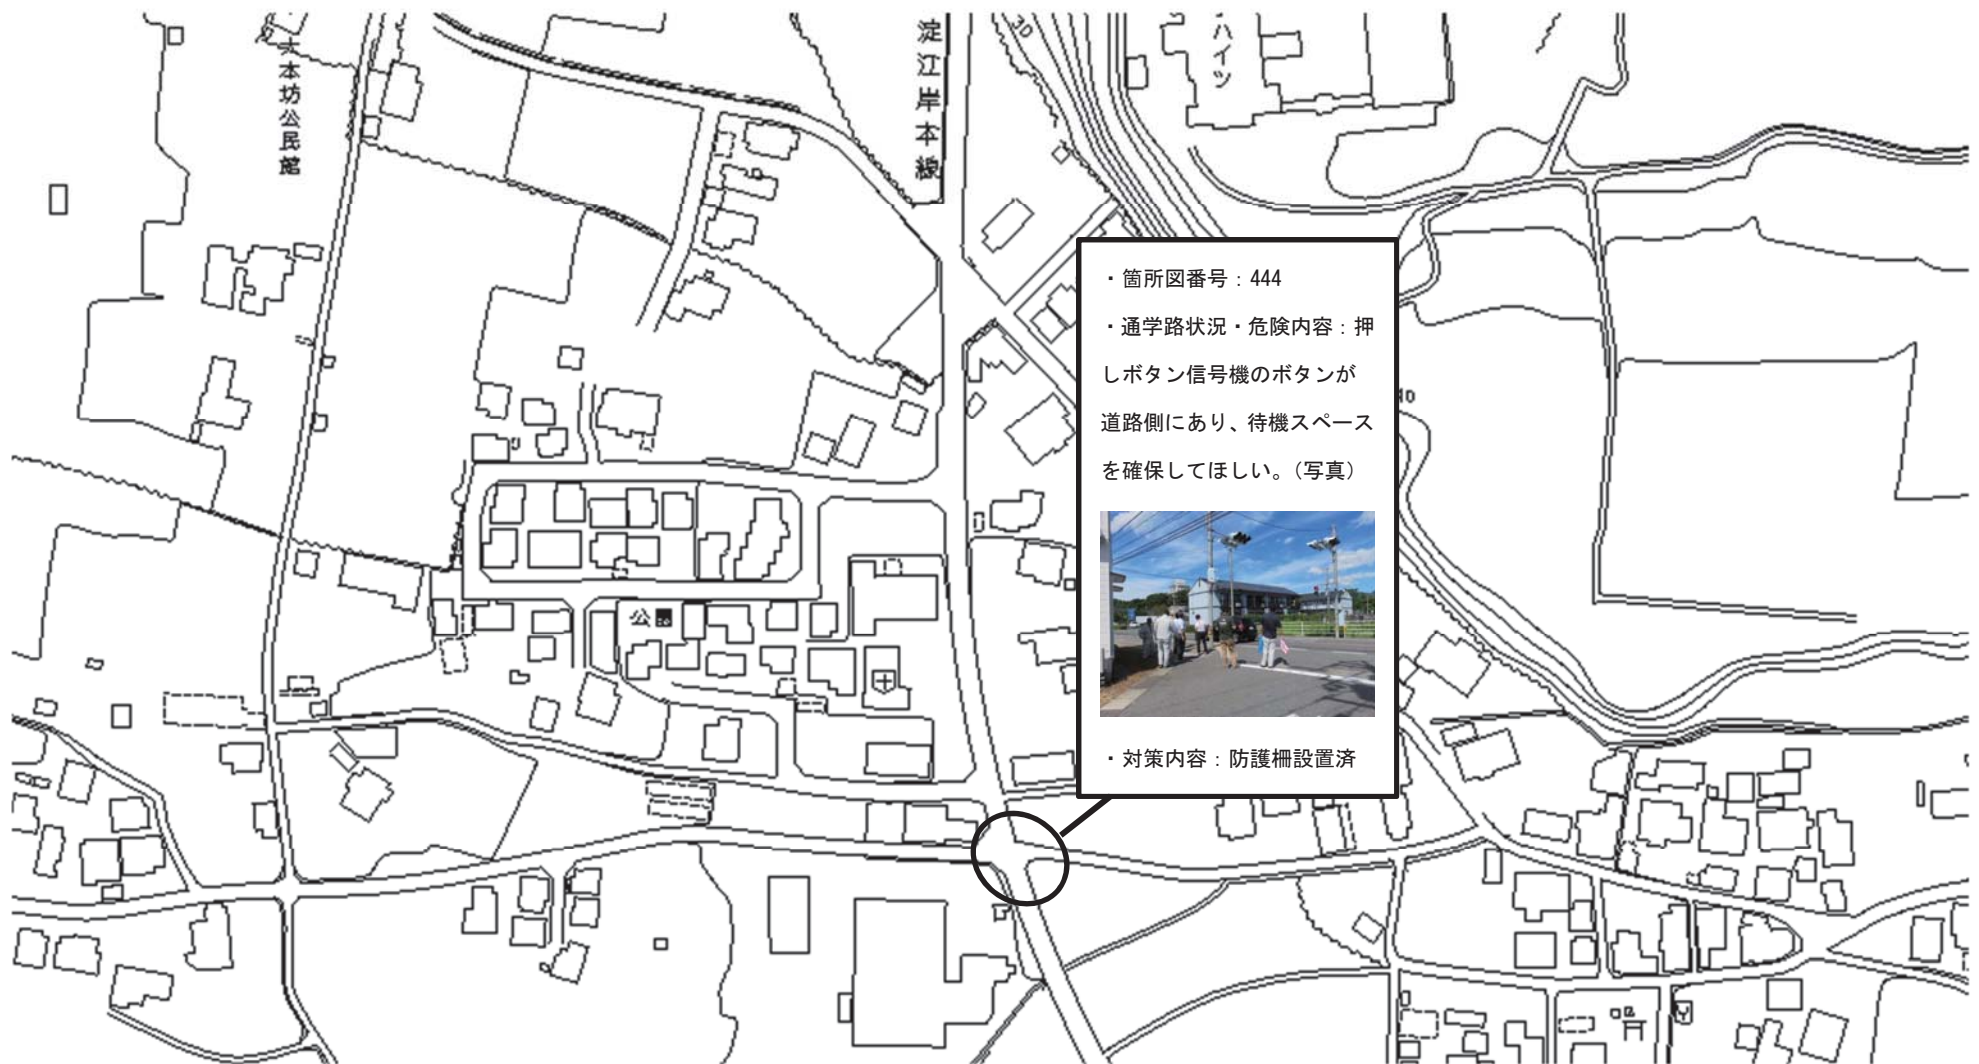 大本坊公民館
淀江岸本線
ハイツ
30
・箇所図番号：444
・通学路状況・危険内容：押
しボタン信号機のボタンが
道路側にあり、待機スペース
を確保してほしい。（写真）
・対策内容：防護柵設置済
公園